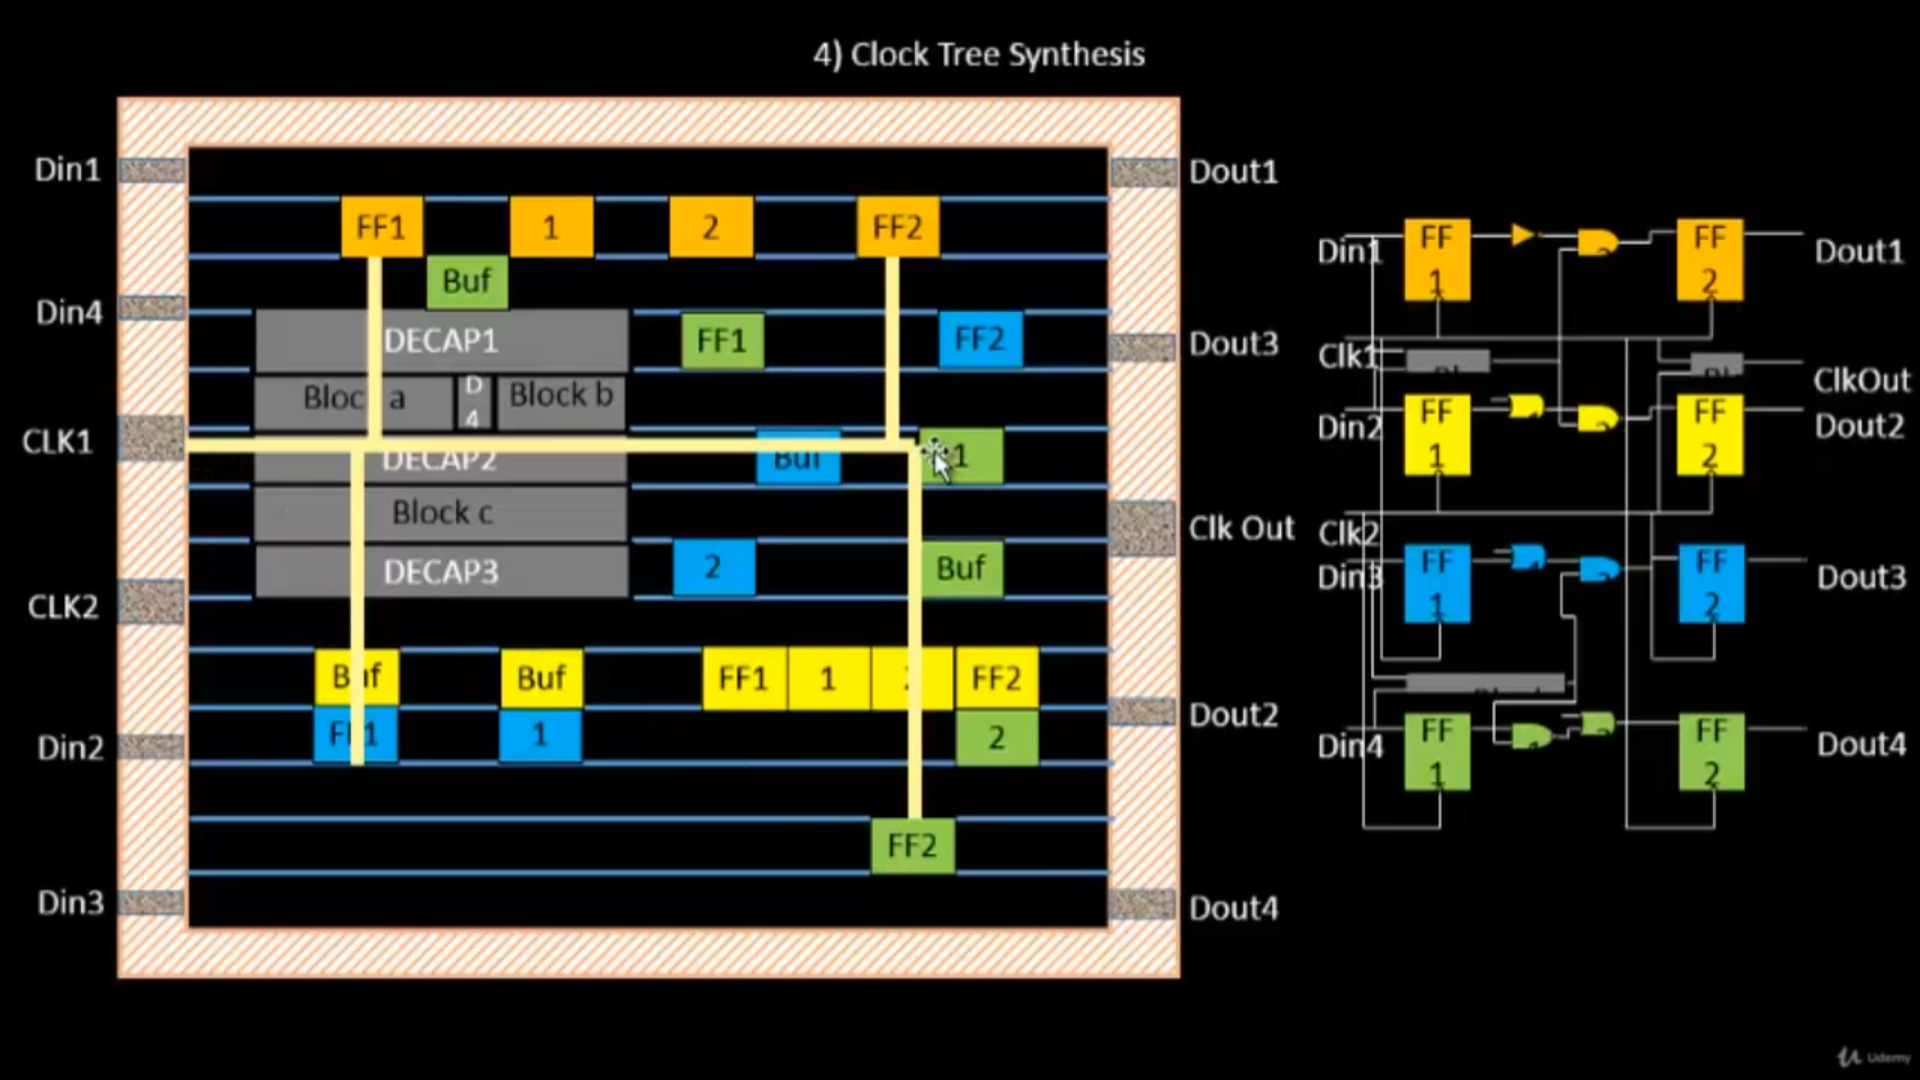 4) Clock Tree Synthesis
Din1
Dout1
FF1
1
2
FF2
Buf
Din4
DECAP1
FF1
FF2
Dout3
Block a
D
4
Block b
CLK1
DECAP2
Buf
1
Block c
Clk Out
DECAP3
2
Buf
CLK2
Buf
Buf
FF1
1
2
FF2
Dout2
Din2
FF1
1
2
FF2
Din3
Dout4
Din1
FF
1
FF
2
Dout1
Clk1
ClkOut
Din2
FF
1
FF
2
Dout2
Clk2
Din3
FF
1
FF
2
Dout3
Din4
FF
1
FF
2
Dout4
Udemy